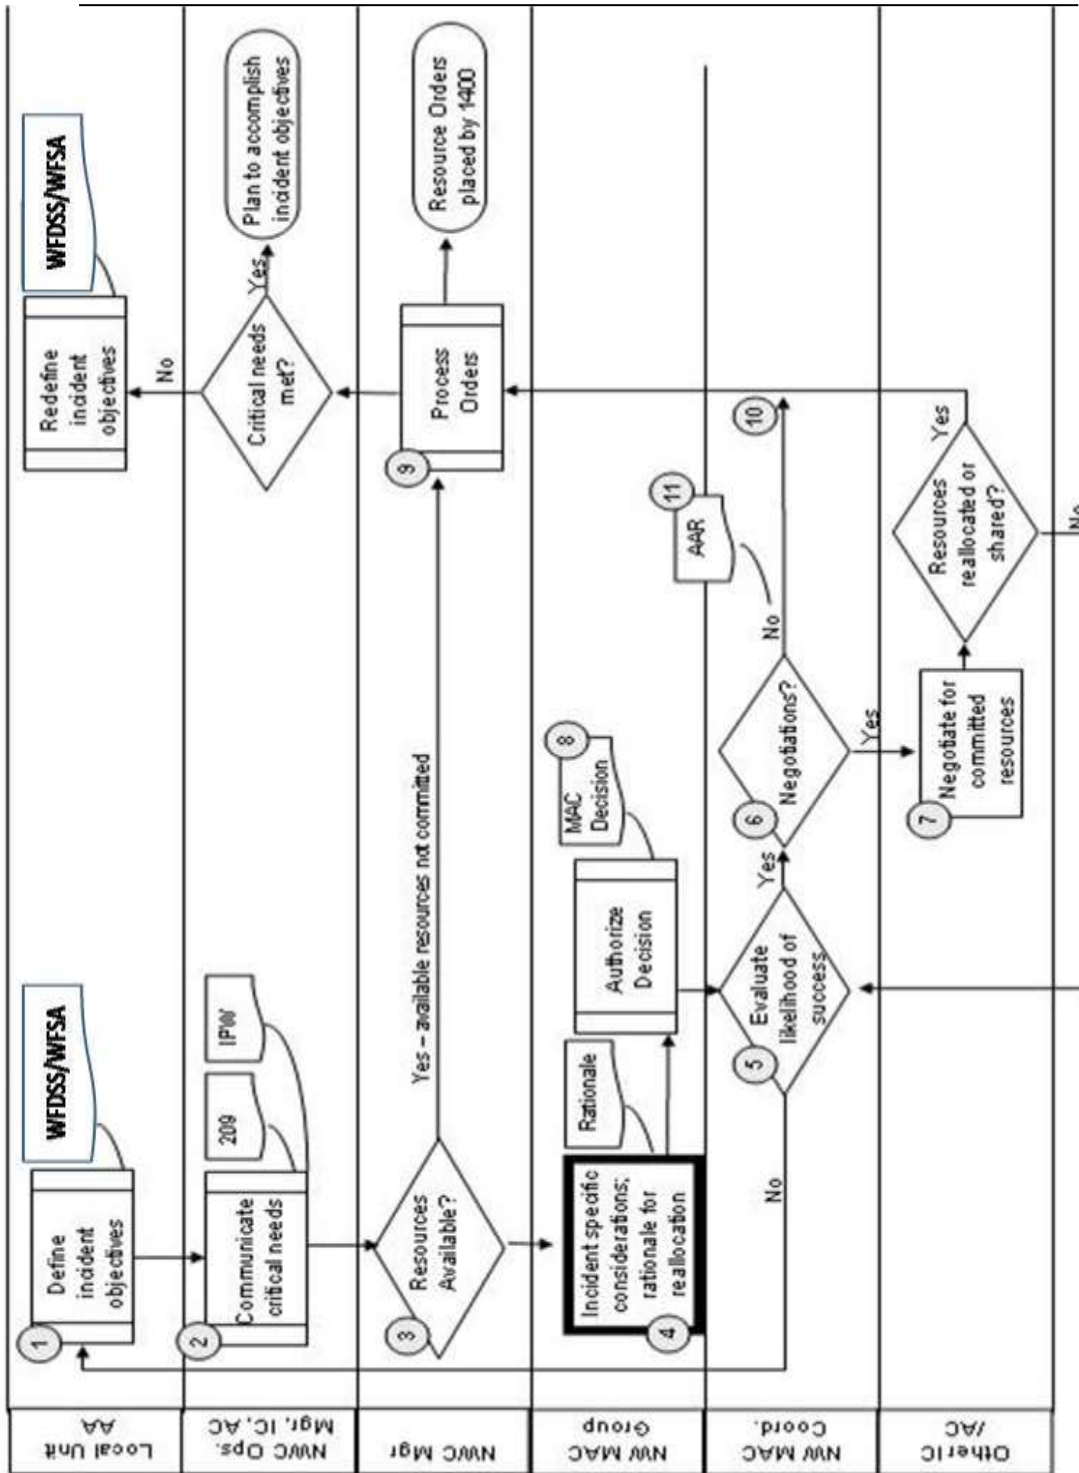 Local Unit
AA
1
Define
incident
objectives
WFDSS/WFSA
Redefine
incident
objectives
WFDSS/WFSA
NWC Ops.
Mgr, IC, AC
2
Communicate
critical needs
209
IPW
No
Critical needs
met?
Yes
Plan to accomplish
incident objectives
NWC Mgr
3
Resources
Available?
Yes – available resources not committed
9
Process
Orders
Resource Orders
placed by 1400
NW MAC
Group
4
Incident specific
considerations;
rationale for
reallocation
Rationale
Authorize
Decision
MAC
Decision
8
AAR
11
NW MAC
Coord.
No
5
Evaluate
likelihood of
success
Yes
6
Negotiations?
No
10
Yes
Other IC
/AC
7
Negotiate for
committed
resources
Resources
reallocated or
shared?
Yes
No